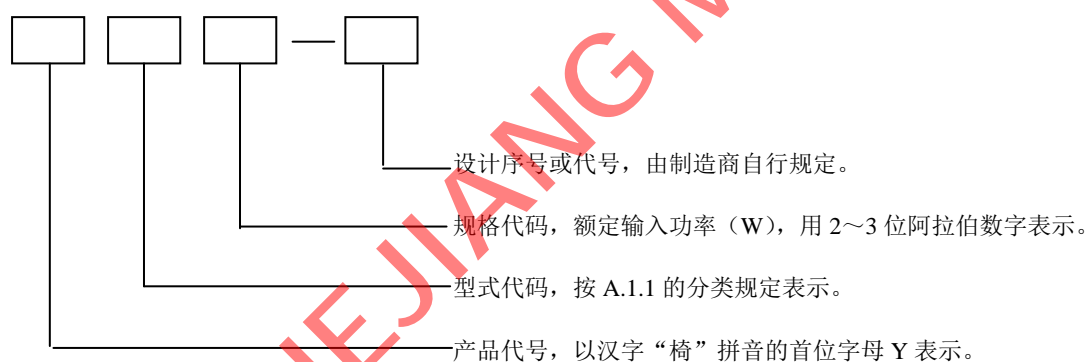 —
设计序号或代号，由制造商自行规定。
规格代码，额定输入功率（W），用 2～3 位阿拉伯数字表示。
型式代码，按 A.1.1 的分类规定表示。
产品代号，以汉字“椅”拼音的首位字母 Y 表示。
EJIANG